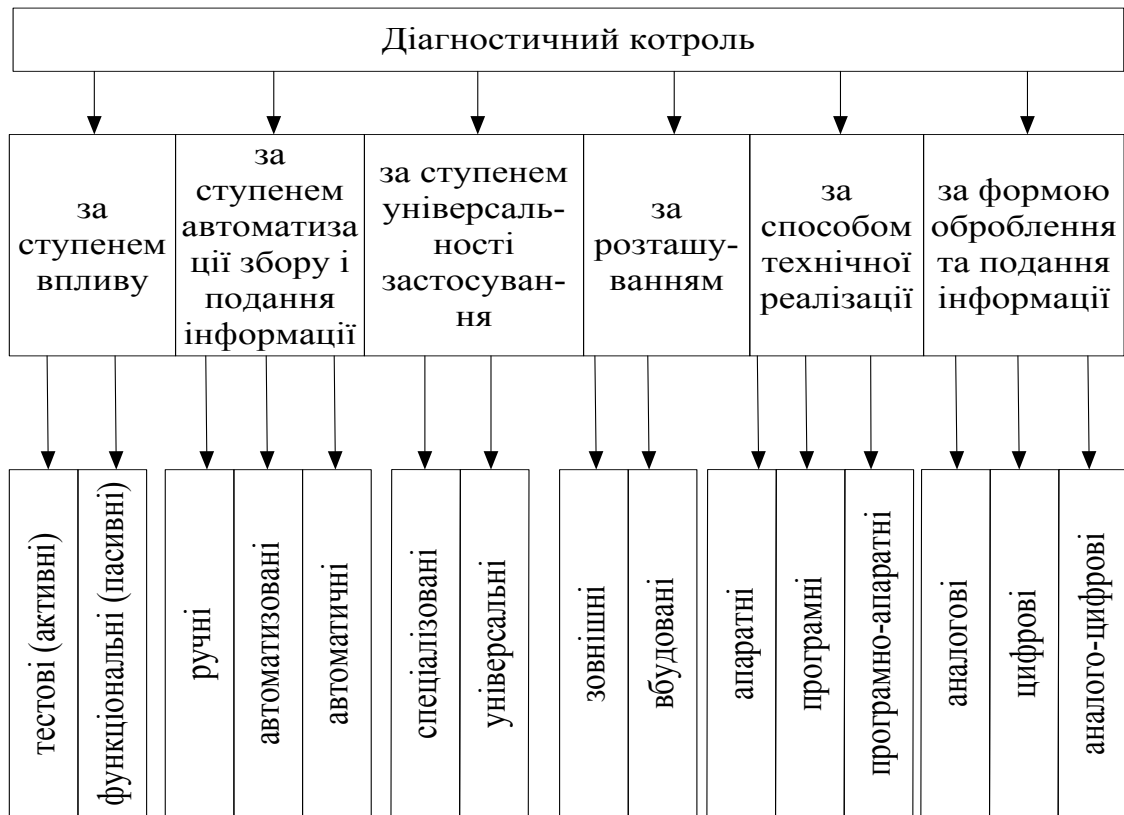 Діагностичний котроль
за
ступенем
впливу
за
ступенем
автоматиза
ції збору і
подання
інформації
за ступенем
універсаль-
ності
застосуван-
ня
за
розташу-
ванням
за
способом
технічної
реалізації
за формою
оброблення
та подання
інформації
тестові (активні)
функціональні (пасивні)
ручні
автоматизовані
автоматичні
спеціалізовані
універсальні
зовнішні
вбудовані
апаратні
програмні
програмно-апаратні
аналогові
цифрові
аналого-цифрові